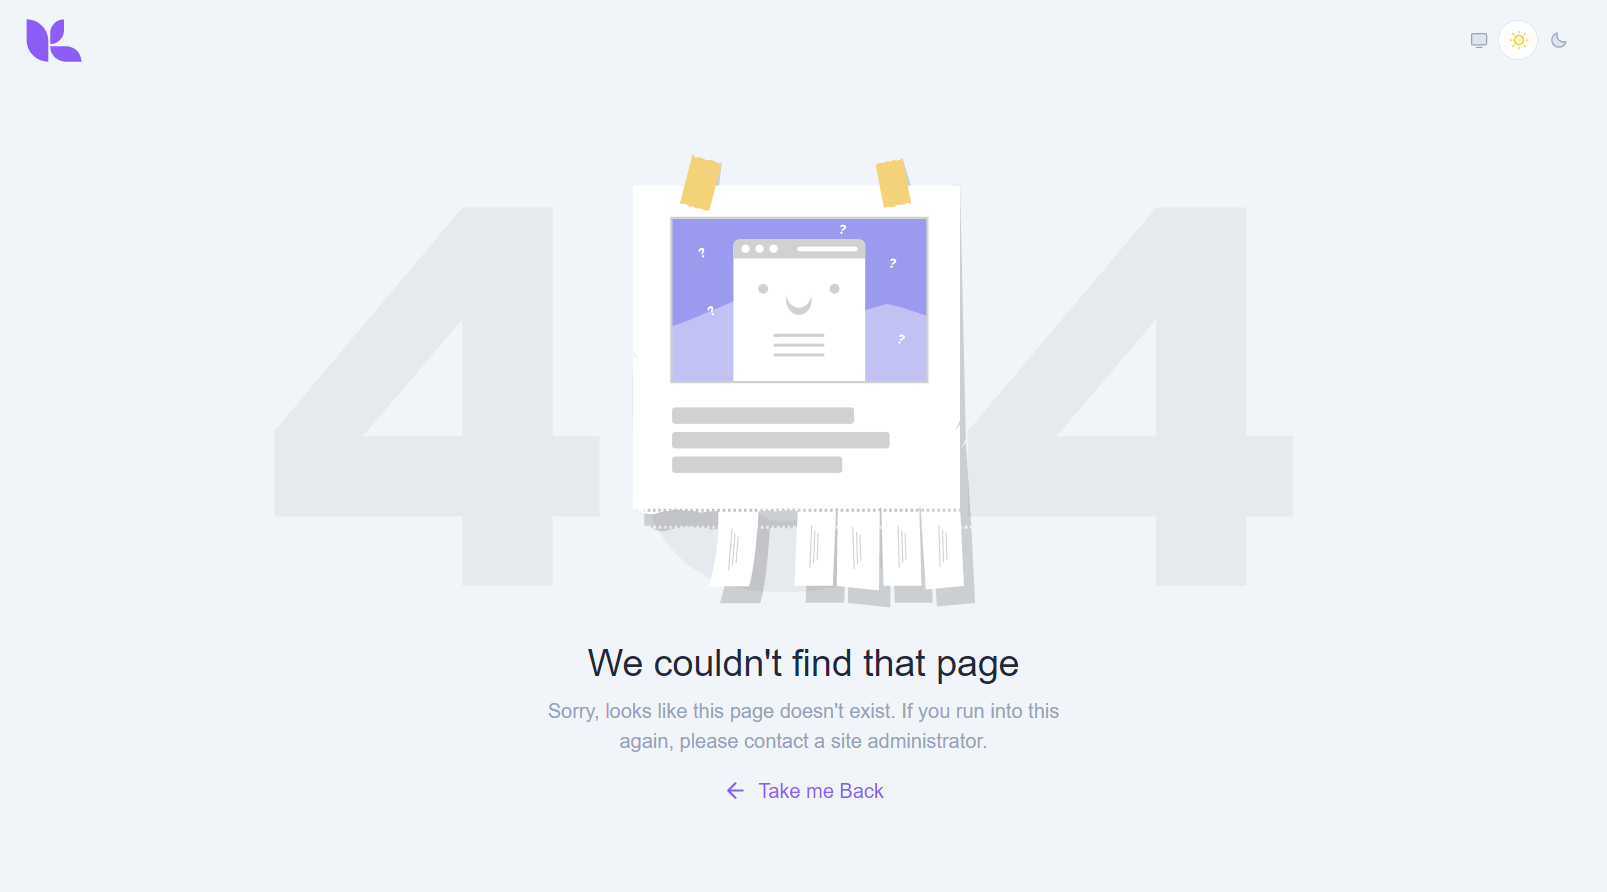 4 4
?
?
?
?
?
We couldn't find that page
Sorry, looks like this page doesn't exist. If you run into this
again, please contact a site administrator.
Take me Back